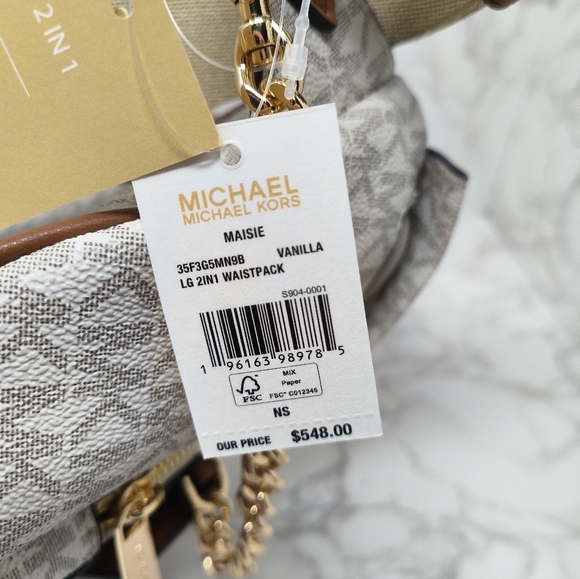 2 IN 1
MICHAEL
MICHAEL KORS
MAISIE
35F3G5MN9B VANILLA
LG 2IN1 WAISTPACK
S904-0001
1 96163 98978 5
MIX
Paper
FSC FSC™ C012345
NS
OUR PRICE $548.00